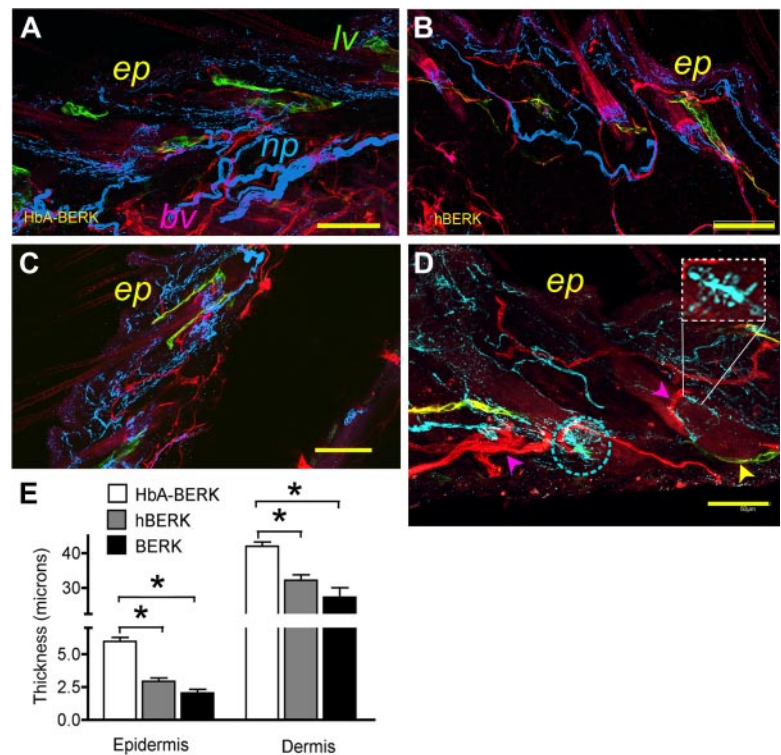 A
lv
ep
np
bv
HbA-BERK
B
ep
hBERK
C
ep
D
ep
50µm
E
HbA-BERK
hBERK
BERK
* * * *
Thickness (microns)
40
30
5.0
2.5
0.0
Epidermis Dermis